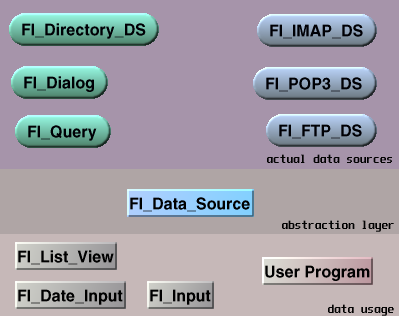 Fl_Directory_DS Fl_IMAP_DS
Fl_Dialog Fl_POP3_DS
Fl_Query Fl_FTP_DS
actual data sources
Fl_Data_Source
abstraction layer
Fl_List_View
User Program
Fl_Date_Input Fl_Input
data usage